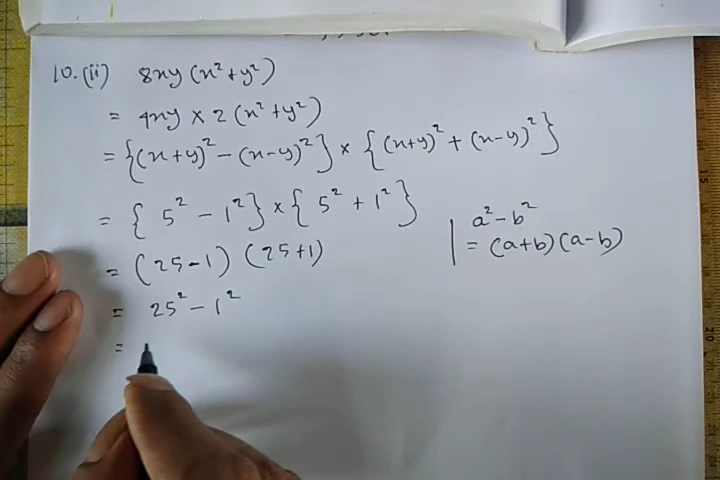 10.(ii) 8xy (x² + y²)
= 4xy × 2 (x² + y²)
= {(x+y)² - (x-y)²} × {(x+y)² + (x-y)²}
= { 5² - 1² } × { 5² + 1² }
a² - b²
= (a+b)(a-b)
= (25-1) (25+1)
= 25² - 1²
=